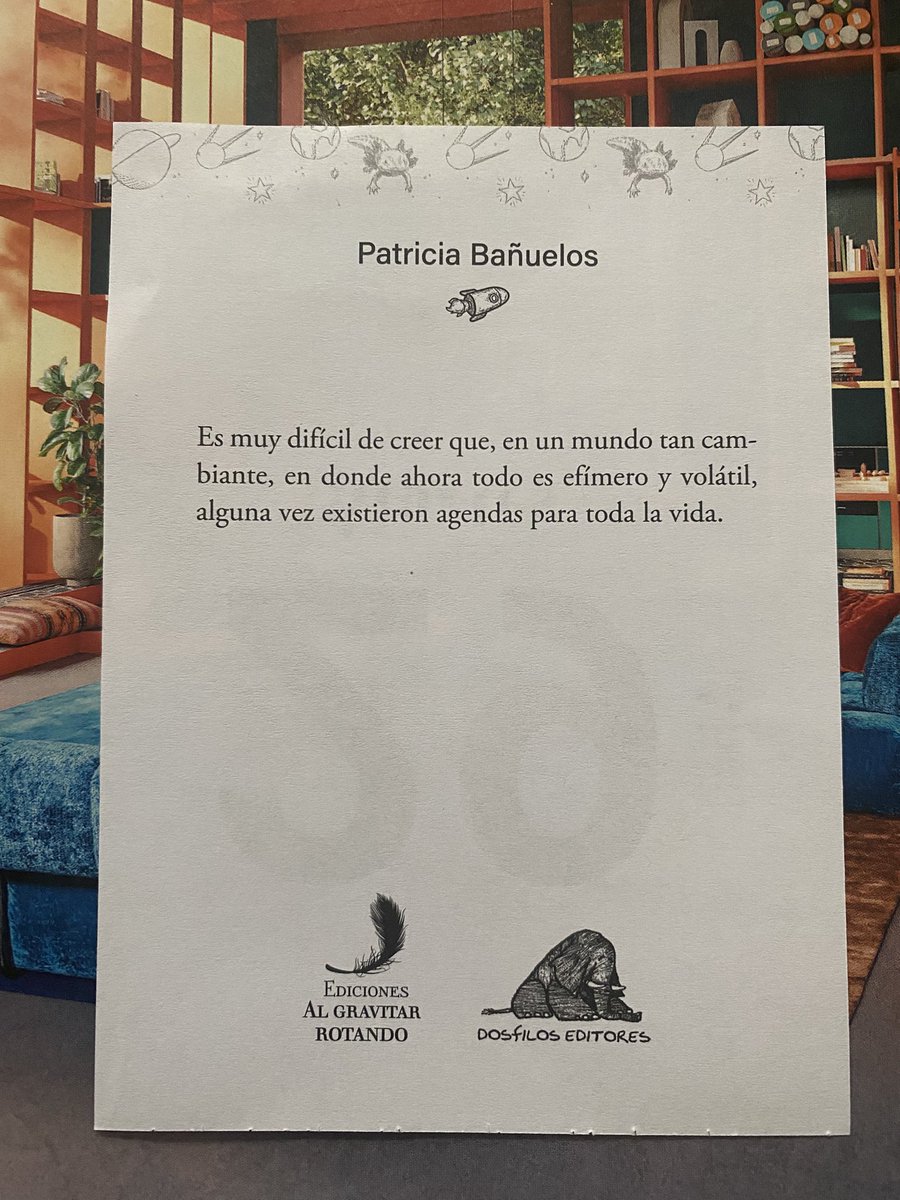 Patricia Bañuelos
Es muy difícil de creer que, en un mundo tan cam-
biante, en donde ahora todo es efímero y volátil,
alguna vez existieron agendas para toda la vida.
EDICIONES
AL GRAVITAR
ROTANDO
DOSfILOS EDITORES